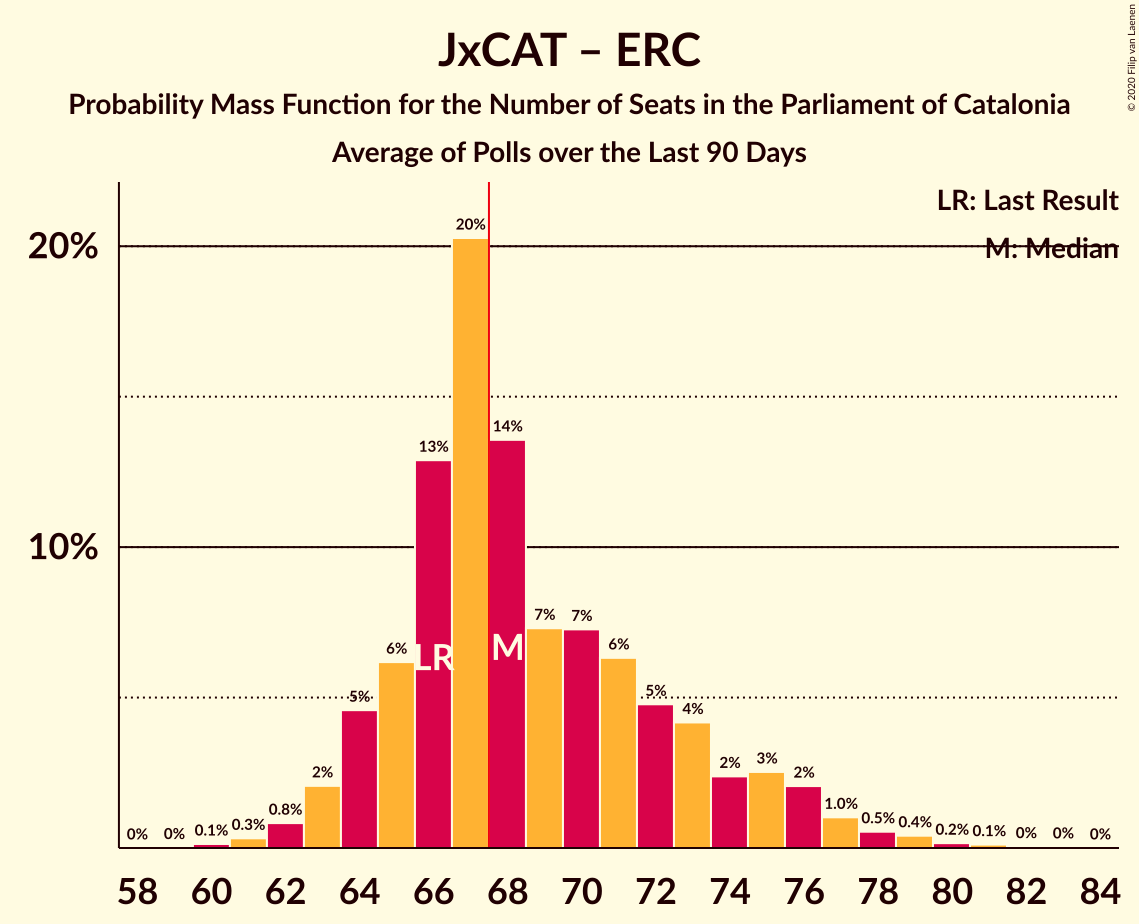 JxCAT – ERC
Probability Mass Function for the Number of Seats in the Parliament of Catalonia
Average of Polls over the Last 90 Days
© 2020 Filip van Laenen
LR: Last Result
M: Median
20%
10%
0% 0% 0.1% 0.3% 0.8% 2% 5% 6% 13% 20% 14% 7% 7% 6% 5% 4% 2% 3% 2% 1.0% 0.5% 0.4% 0.2% 0.1% 0% 0% 0%
LR M
58 60 62 64 66 68 70 72 74 76 78 80 82 84